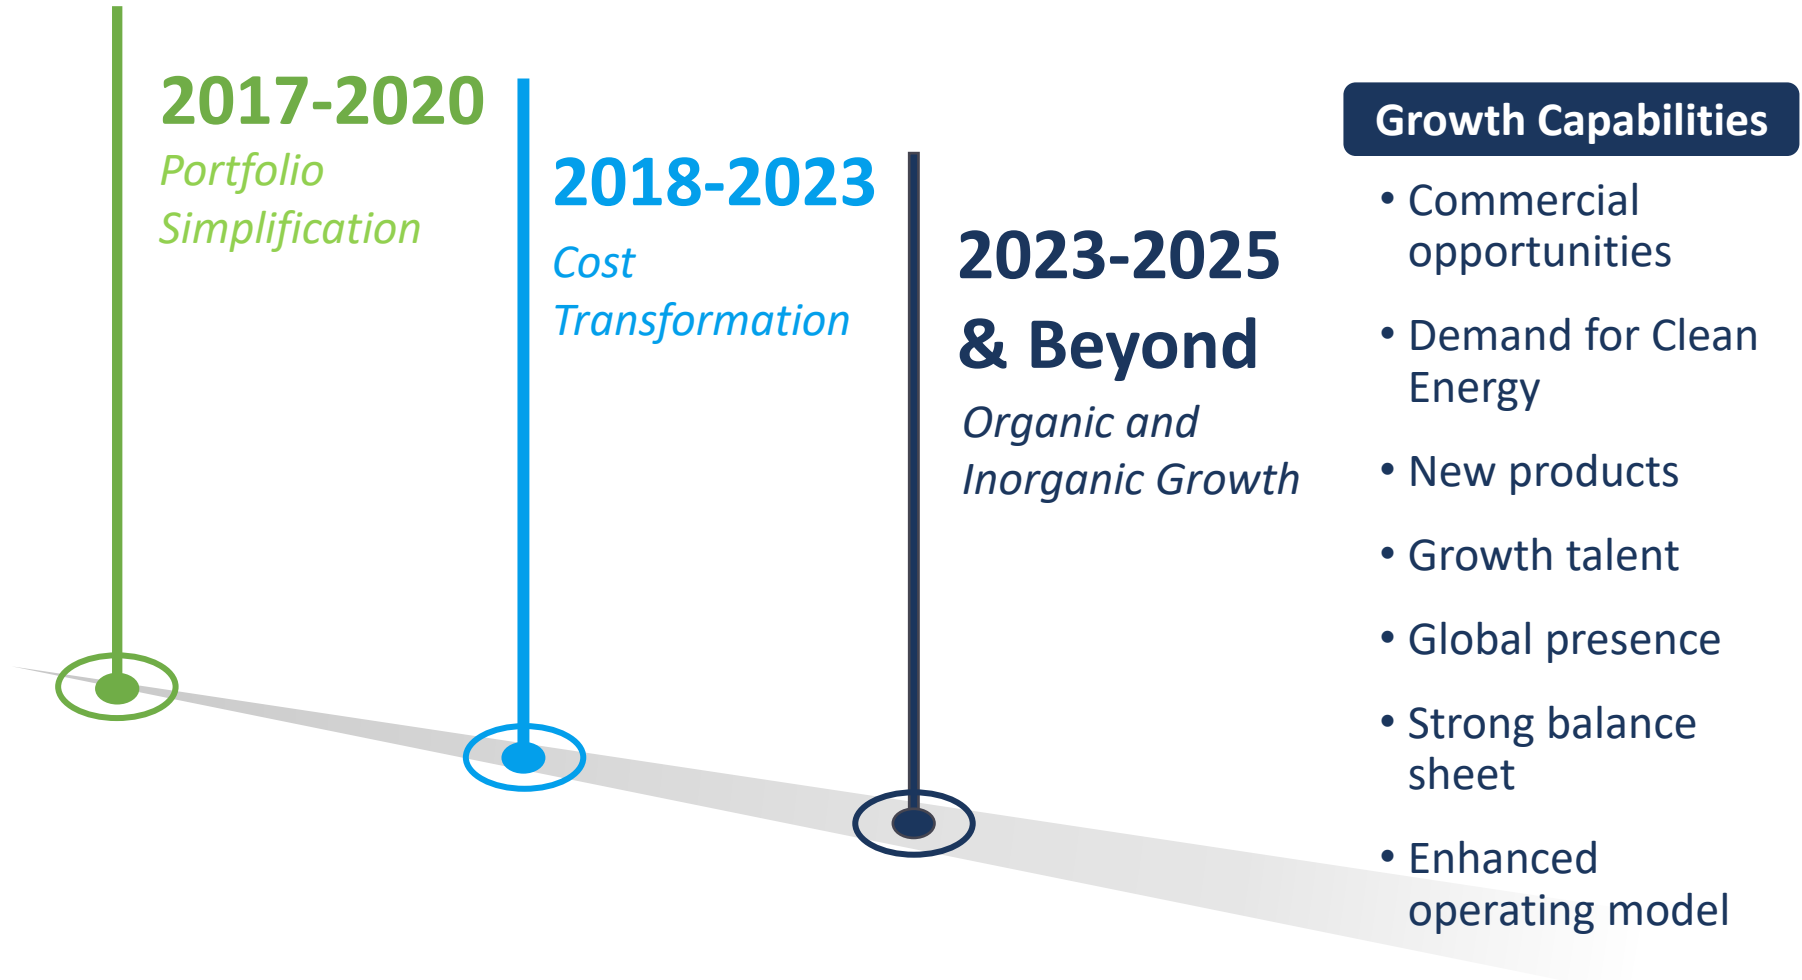 2017-2020
Portfolio
Simplification
2018-2023
Cost
Transformation
2023-2025
& Beyond
Organic and
Inorganic Growth
Growth Capabilities
• Commercial
opportunities
• Demand for Clean
Energy
• New products
• Growth talent
• Global presence
• Strong balance
sheet
• Enhanced
operating model